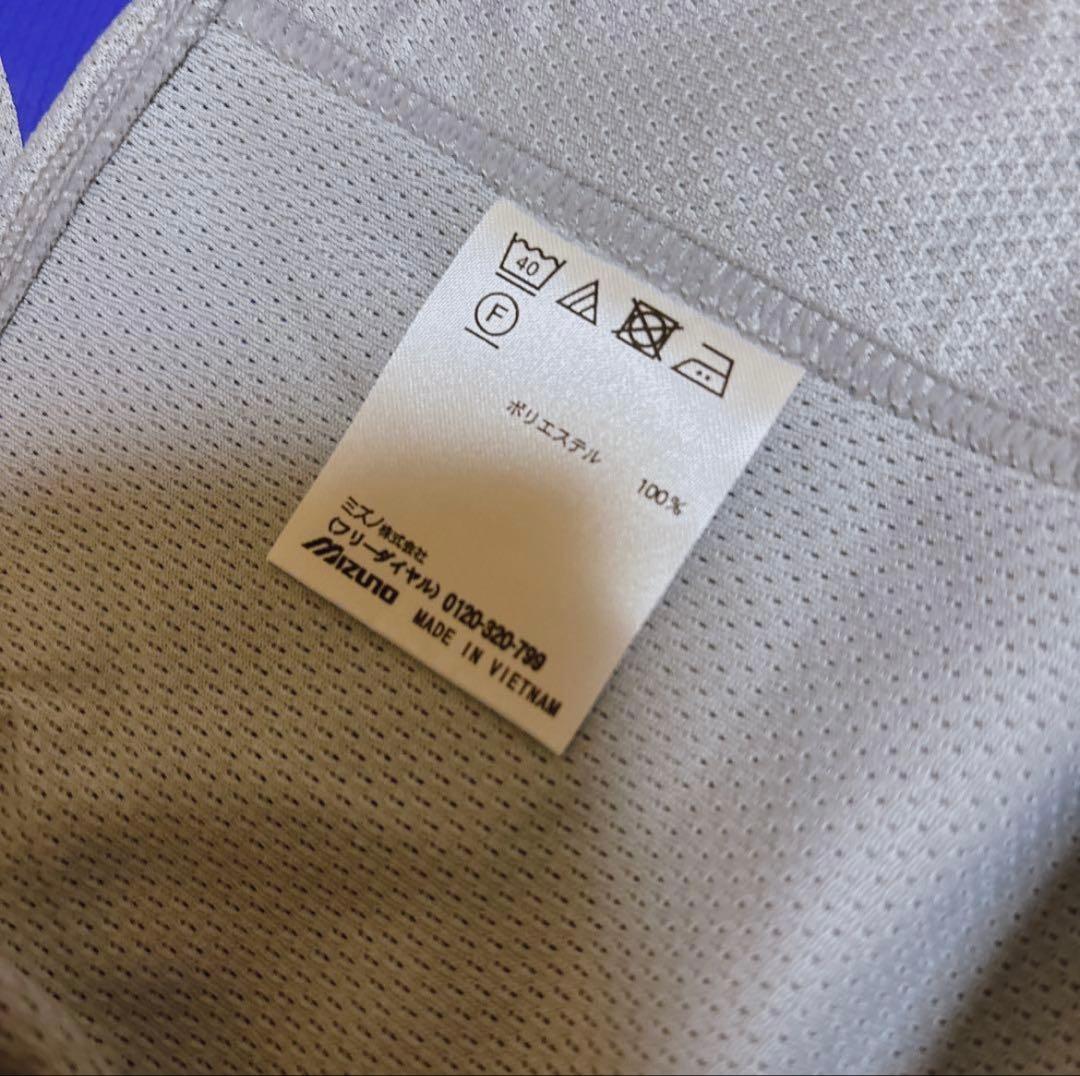 40
F
ポリエステル 100%
ミズノ株式会社
(フリーダイヤル) 0120-320-799
MIZUNO MADE IN VIETNAM